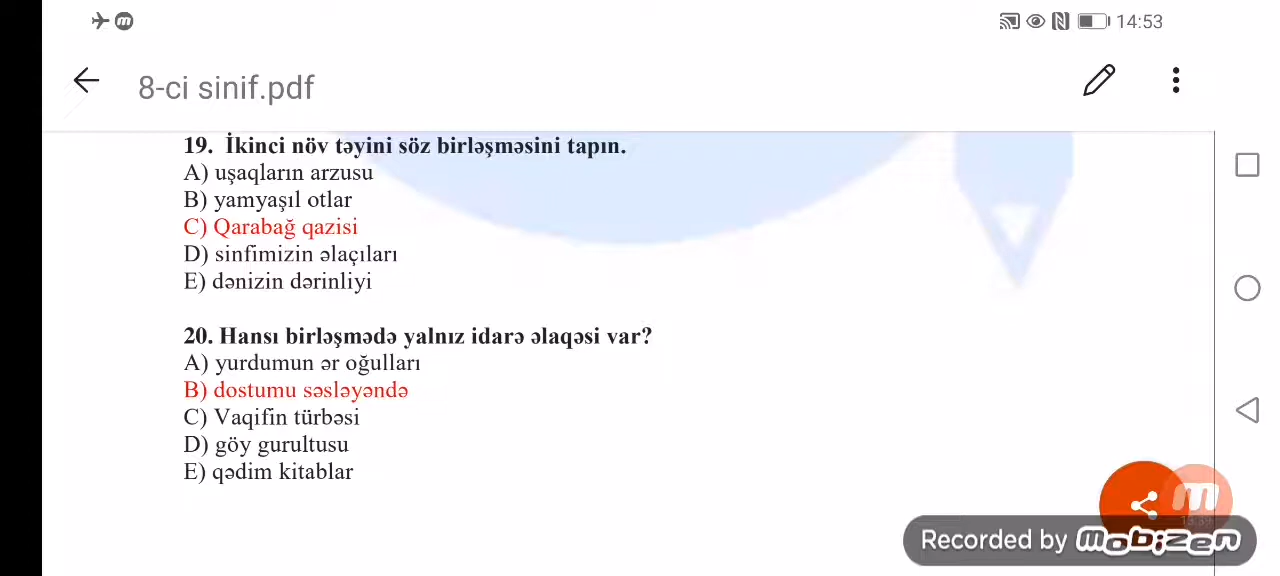 14:53
8-ci sinif.pdf
19. İkinci növ təyini söz birləşməsini tapın.
A) uşaqların arzusu
B) yamyaşıl otlar
C) Qarabağ qazisi
D) sinfimizin əlaçıları
E) dənizin dərinliyi
20. Hansı birləşmədə yalnız idarə əlaqəsi var?
A) yurdumun ər oğulları
B) dostumu səsləyəndə
C) Vaqifin türbəsi
D) göy gurultusu
E) qədim kitablar
Recorded by Mobizen